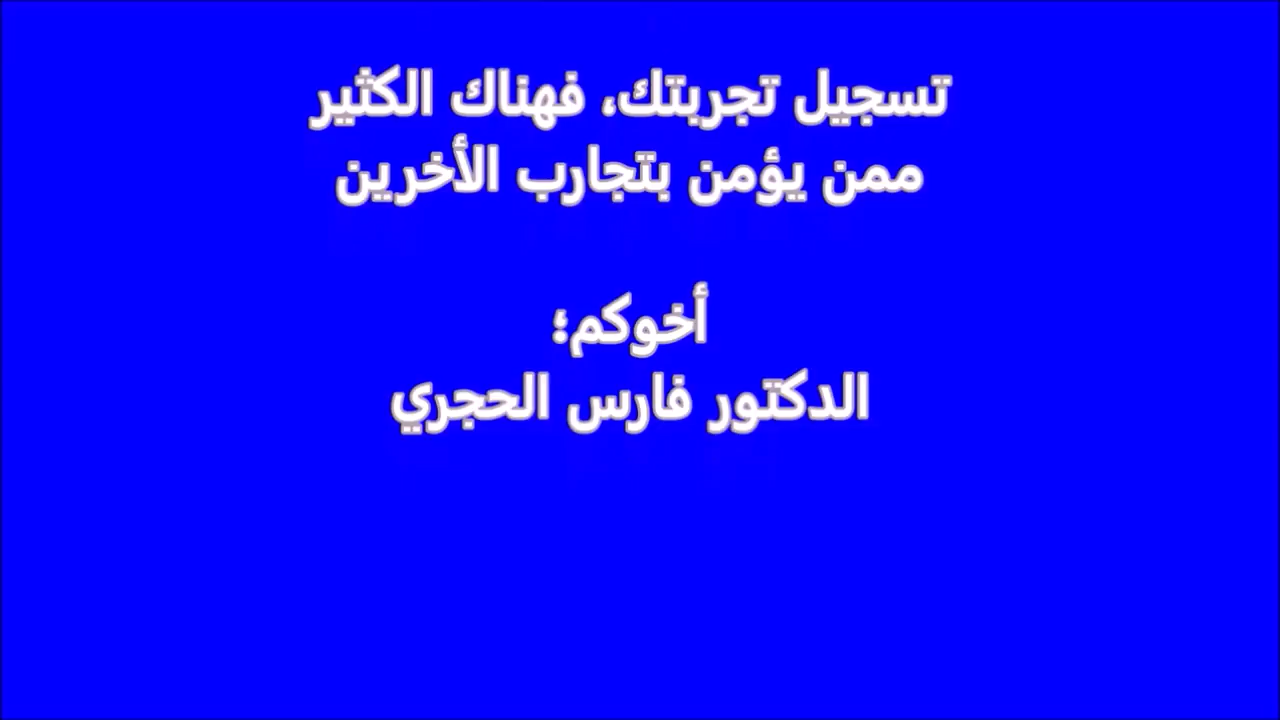 تسجيل تجربتك، فهناك الكثير
ممن يؤمن بتجارب الأخرين
أخوكم؛
الدكتور فارس الحجري